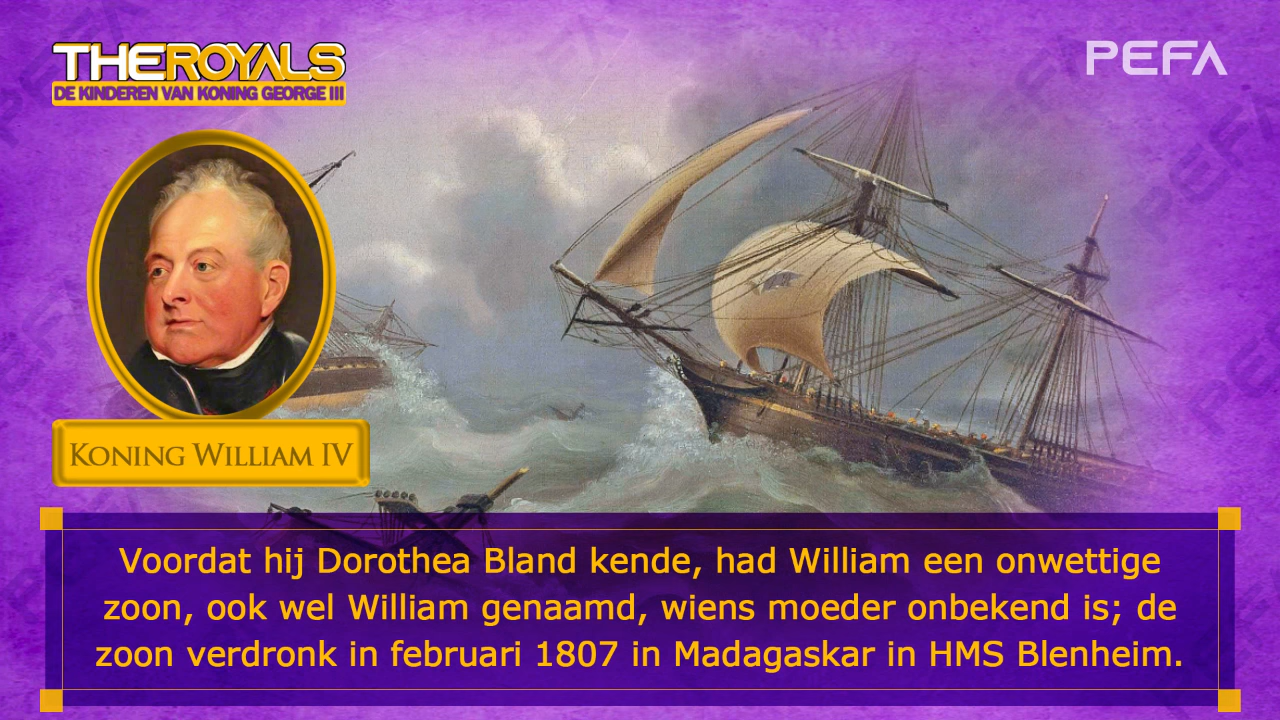 THEROYALS
DE KINDEREN VAN KONING GEORGE III
PEFA
KONING WILLIAM IV
Voordat hij Dorothea Bland kende, had William een onwettige
zoon, ook wel William genaamd, wiens moeder onbekend is; de
zoon verdronk in februari 1807 in Madagaskar in HMS Blenheim.